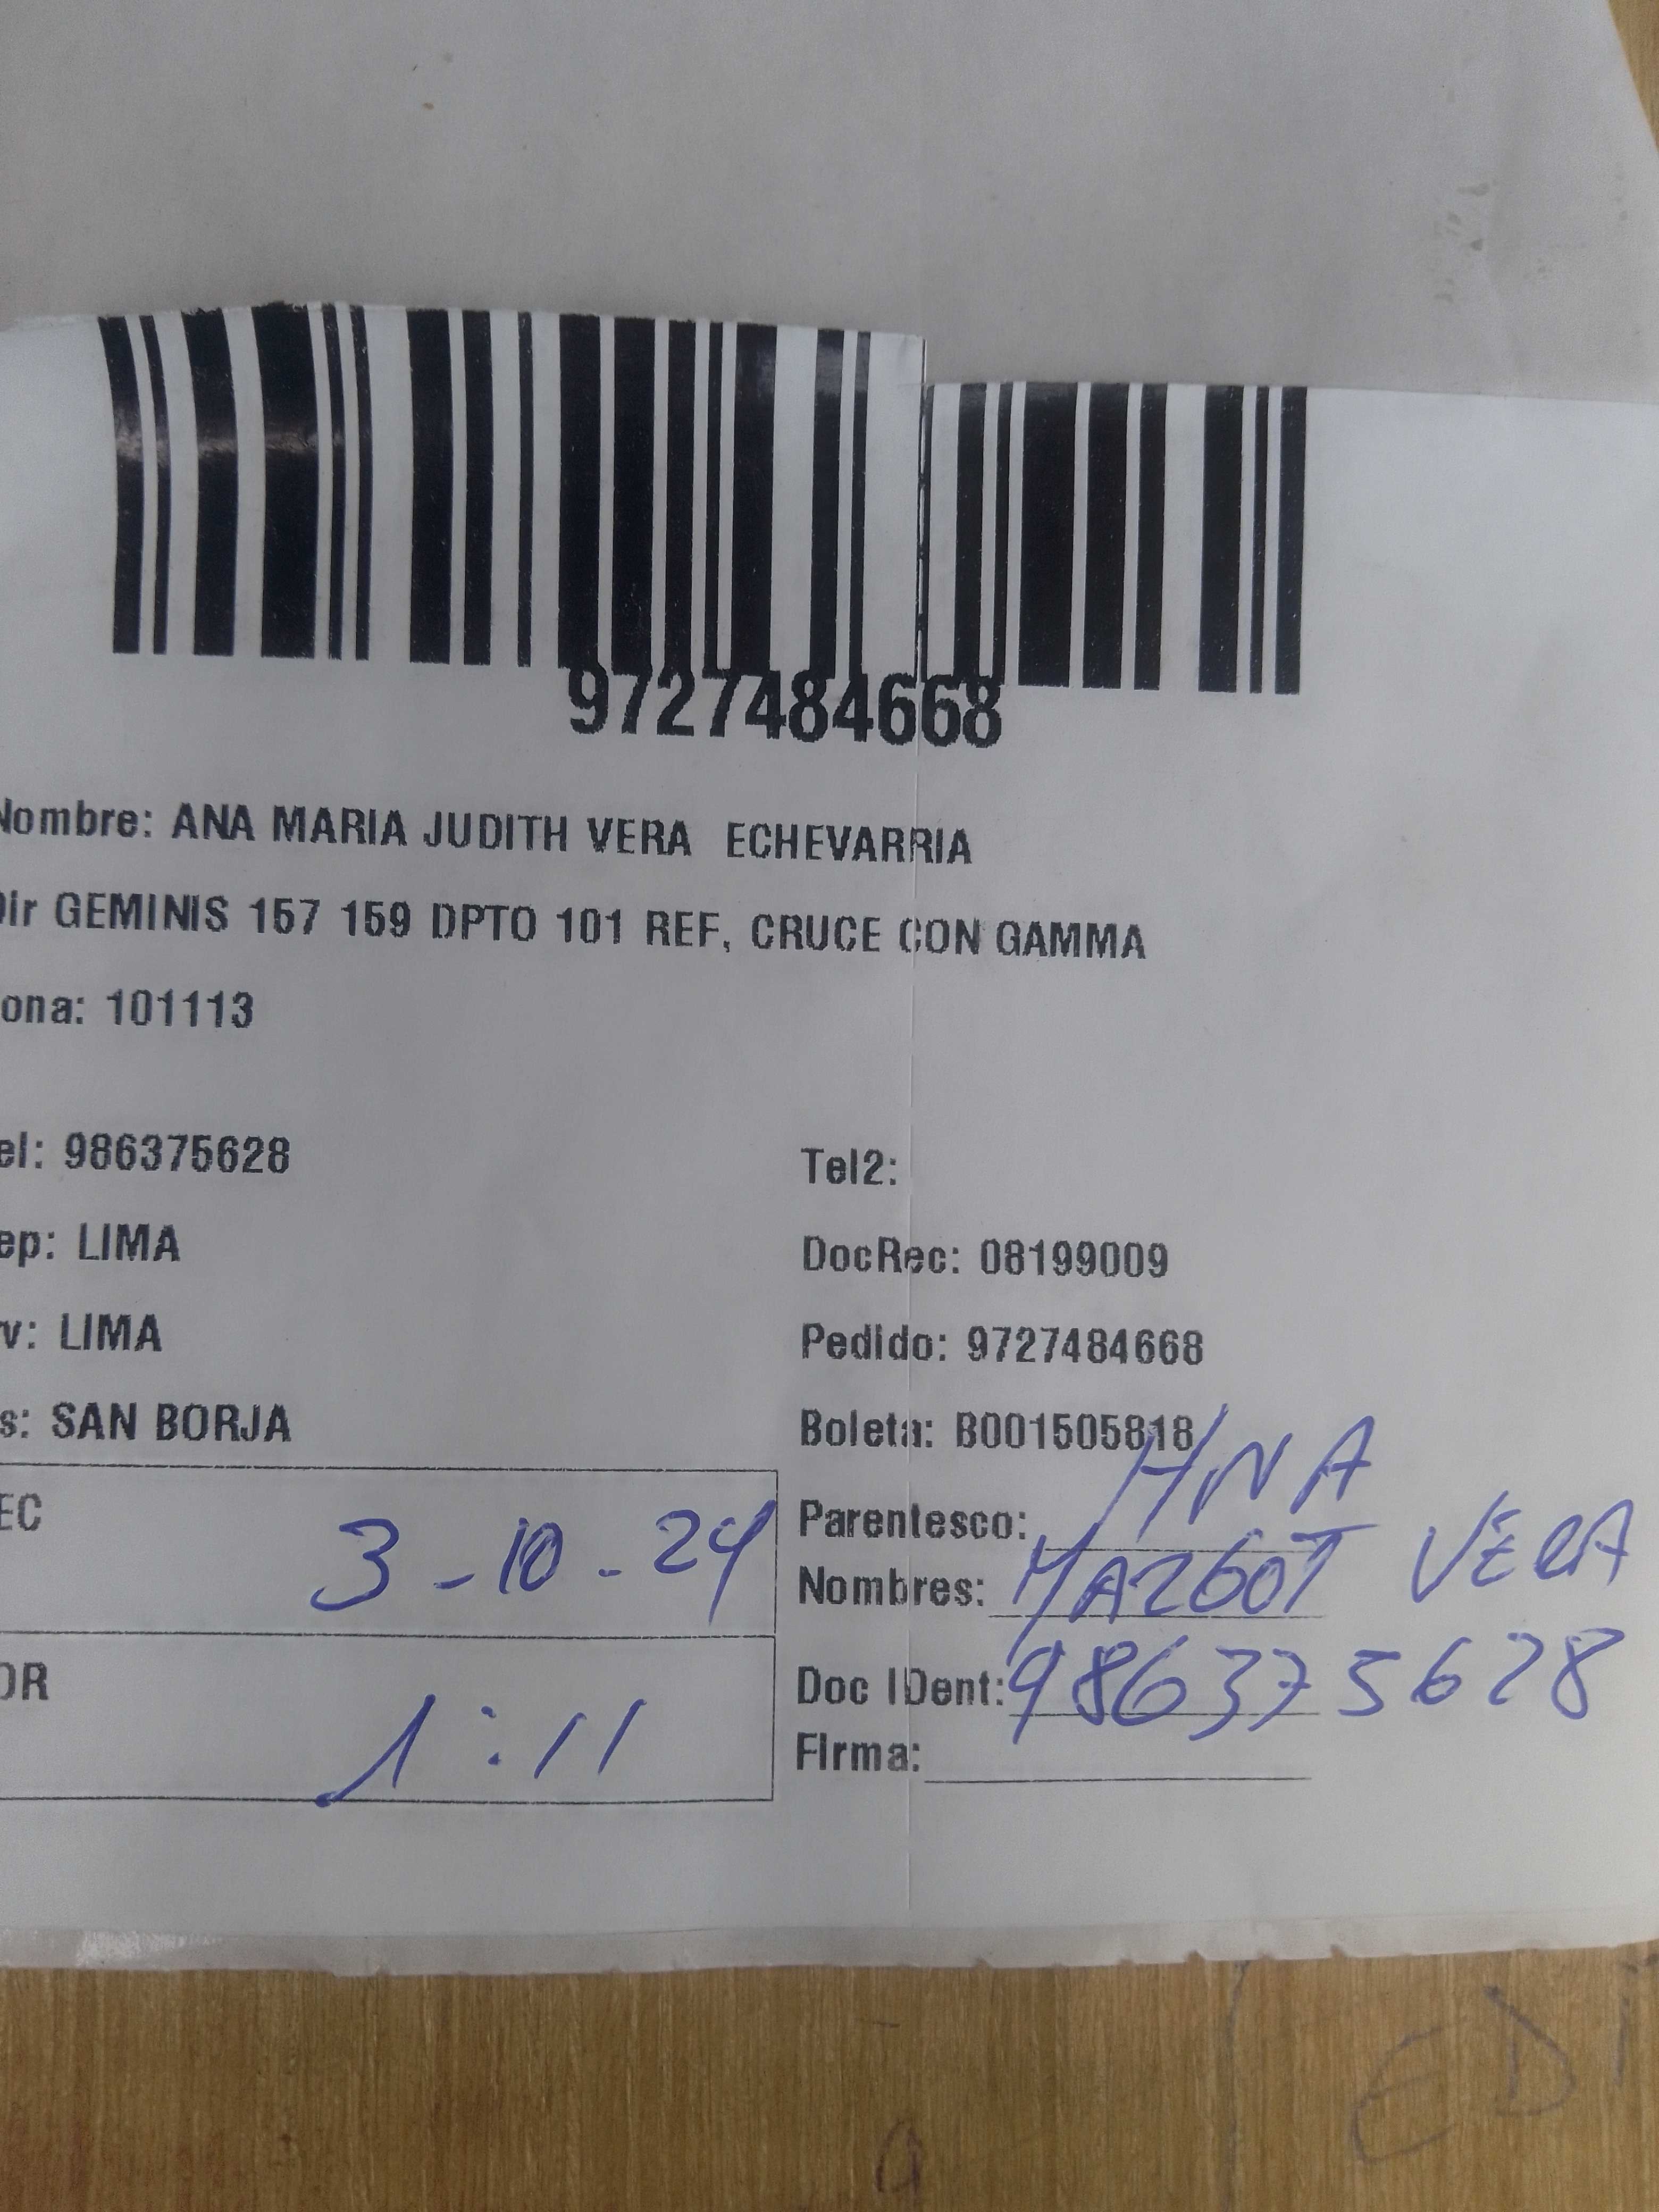 9727484668
Nombre: ANA MARIA JUDITH VERA ECHEVARRIA
Dir GEMINIS 157 159 DPTO 101 REF, CRUCE CON GAMMA
ona: 101113
el: 986375628
Tel2:
ep: LIMA
DocRec: 08199009
v: LIMA
Pedido: 9727484668
s: SAN BORJA
Boleta: B001505818
EC
3-10-24
Parentesco: HNA
Nombres: MARGOT VERA
OR
1:11
Doc IDent: 986375628
Firma:
EDI